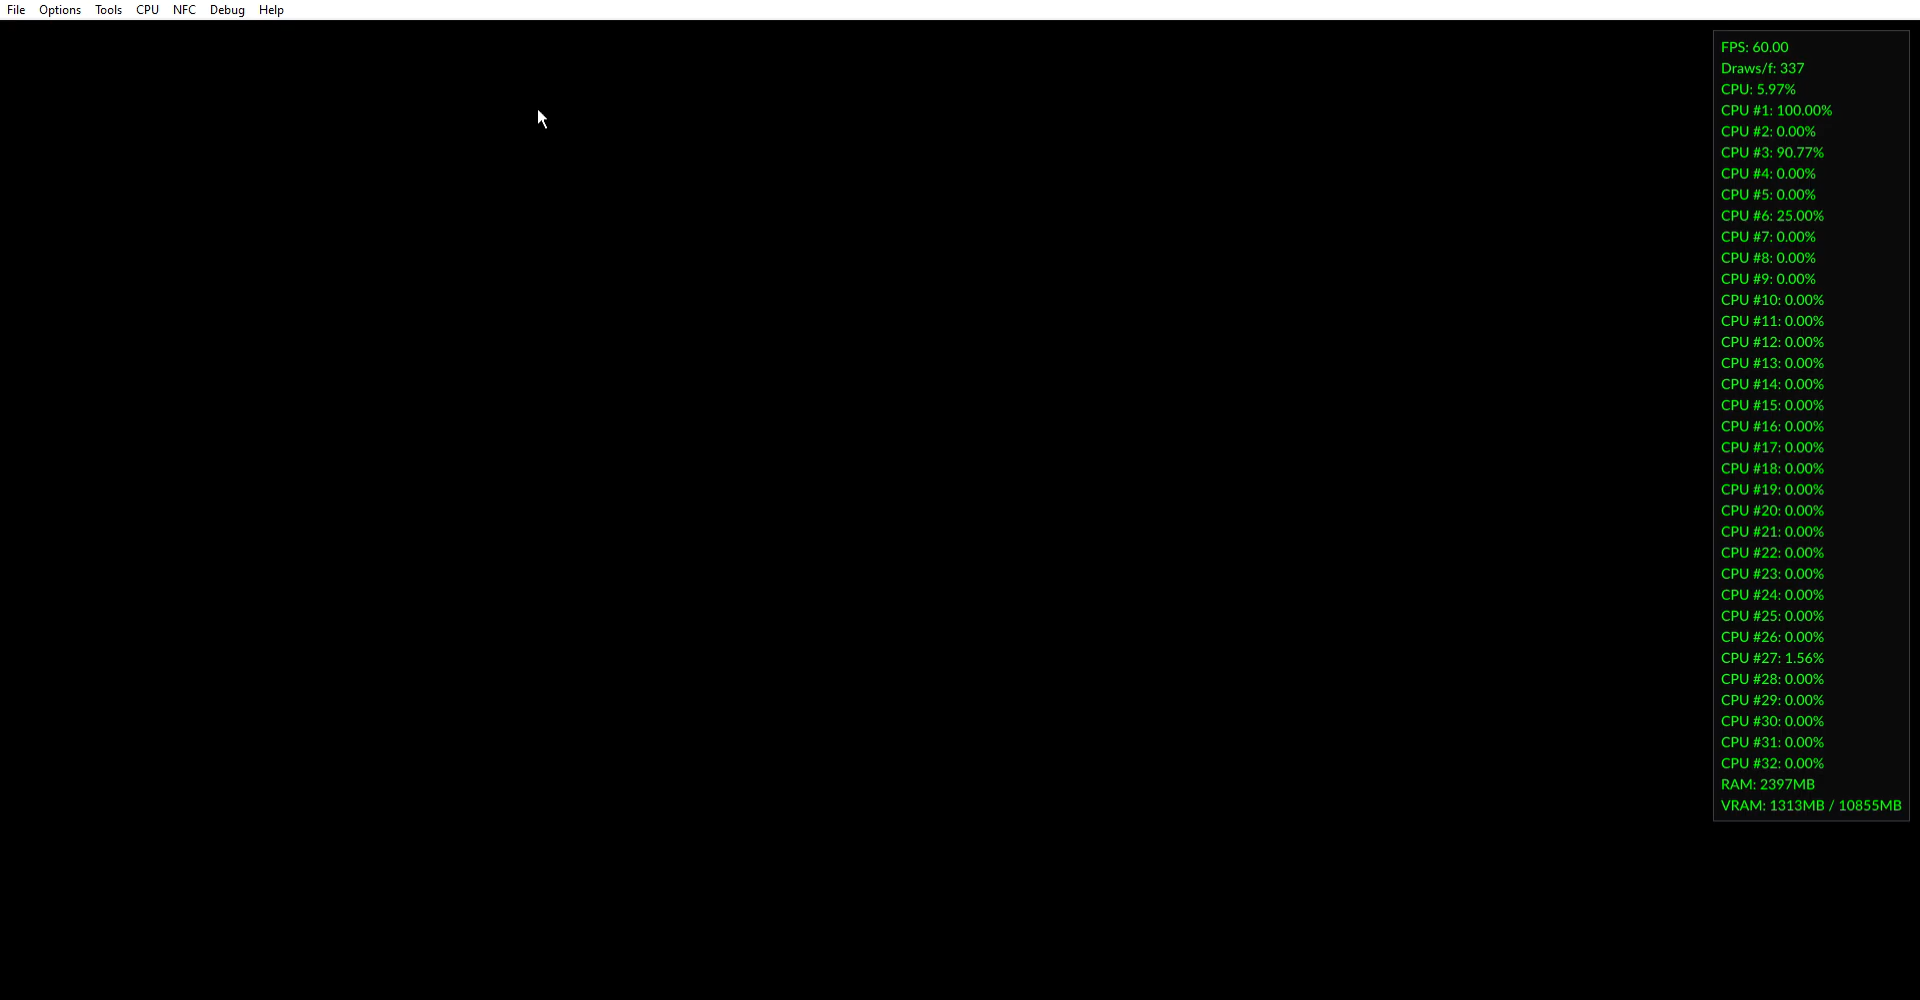 File Options Tools CPU NFC Debug Help
FPS: 60.00
Draws/f: 337
CPU: 5.97%
CPU #1: 100.00%
CPU #2: 0.00%
CPU #3: 90.77%
CPU #4: 0.00%
CPU #5: 0.00%
CPU #6: 25.00%
CPU #7: 0.00%
CPU #8: 0.00%
CPU #9: 0.00%
CPU #10: 0.00%
CPU #11: 0.00%
CPU #12: 0.00%
CPU #13: 0.00%
CPU #14: 0.00%
CPU #15: 0.00%
CPU #16: 0.00%
CPU #17: 0.00%
CPU #18: 0.00%
CPU #19: 0.00%
CPU #20: 0.00%
CPU #21: 0.00%
CPU #22: 0.00%
CPU #23: 0.00%
CPU #24: 0.00%
CPU #25: 0.00%
CPU #26: 0.00%
CPU #27: 1.56%
CPU #28: 0.00%
CPU #29: 0.00%
CPU #30: 0.00%
CPU #31: 0.00%
CPU #32: 0.00%
RAM: 2397MB
VRAM: 1313MB / 10855MB